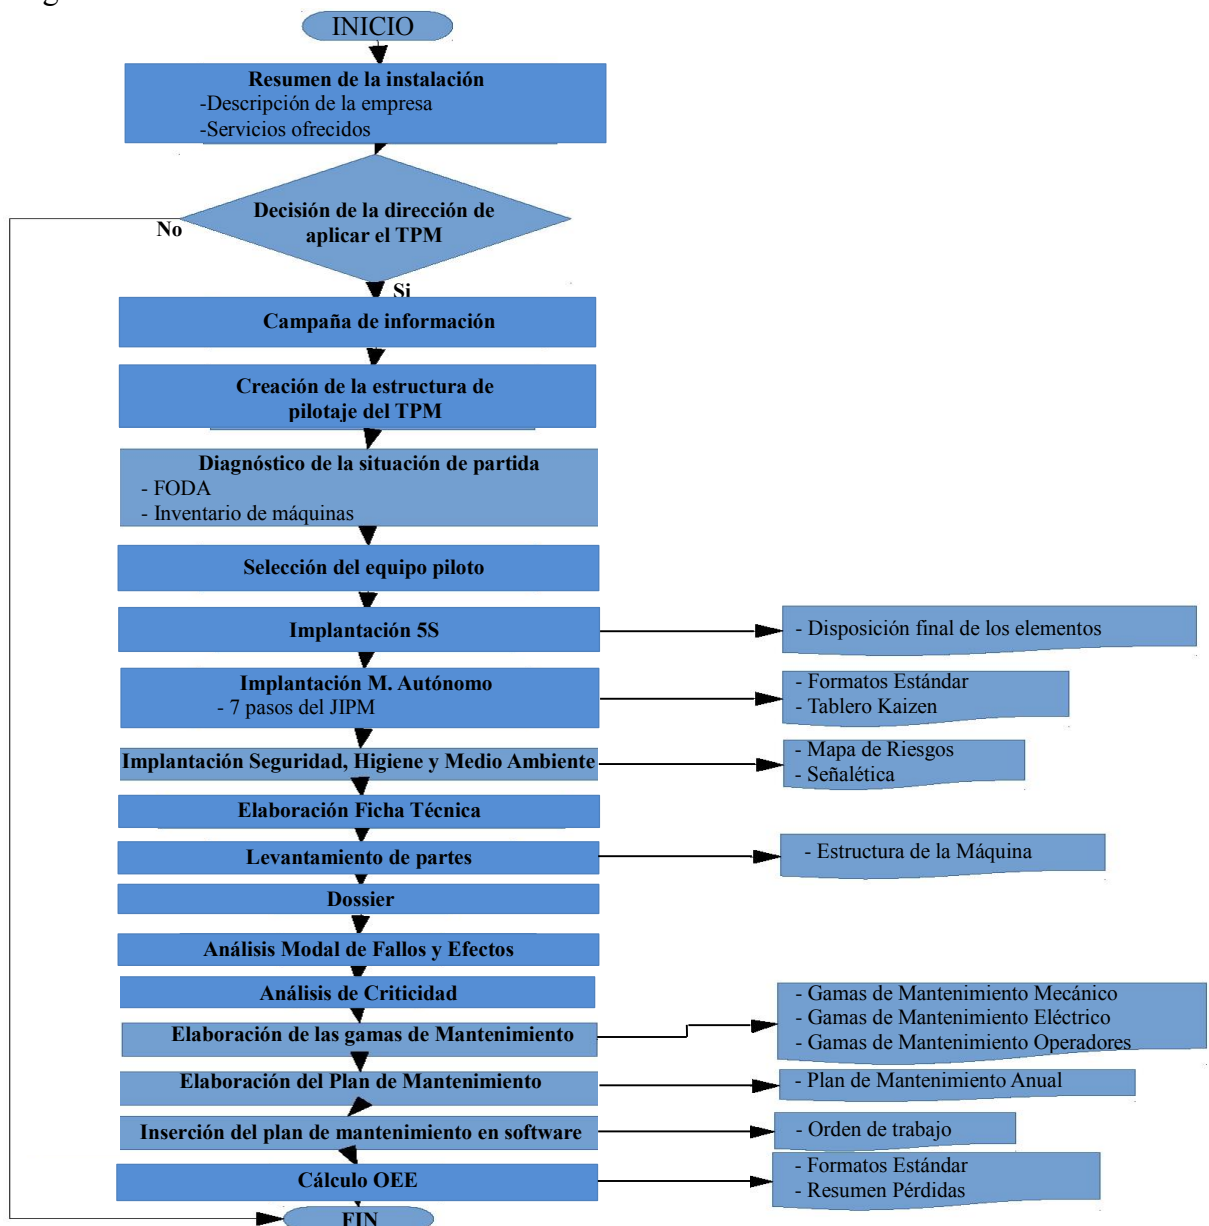 INICIO
Resumen de la instalación
-Descripción de la empresa
-Servicios ofrecidos
Decisión de la dirección de
aplicar el TPM
No
Si
Campaña de información
Creación de la estructura de
pilotaje del TPM
Diagnóstico de la situación de partida
- FODA
- Inventario de máquinas
Selección del equipo piloto
Implantación 5S
- Disposición final de los elementos
Implantación M. Autónomo
- 7 pasos del JIPM
- Formatos Estándar
- Tablero Kaizen
Implantación Seguridad, Higiene y Medio Ambiente
- Mapa de Riesgos
- Señalética
Elaboración Ficha Técnica
Levantamiento de partes
- Estructura de la Máquina
Dossier
Análisis Modal de Fallos y Efectos
Análisis de Criticidad
Elaboración de las gamas de Mantenimiento
- Gamas de Mantenimiento Mecánico
- Gamas de Mantenimiento Eléctrico
- Gamas de Mantenimiento Operadores
Elaboración del Plan de Mantenimiento
- Plan de Mantenimiento Anual
Inserción del plan de mantenimiento en software
- Orden de trabajo
Cálculo OEE
- Formatos Estándar
- Resumen Pérdidas
FIN